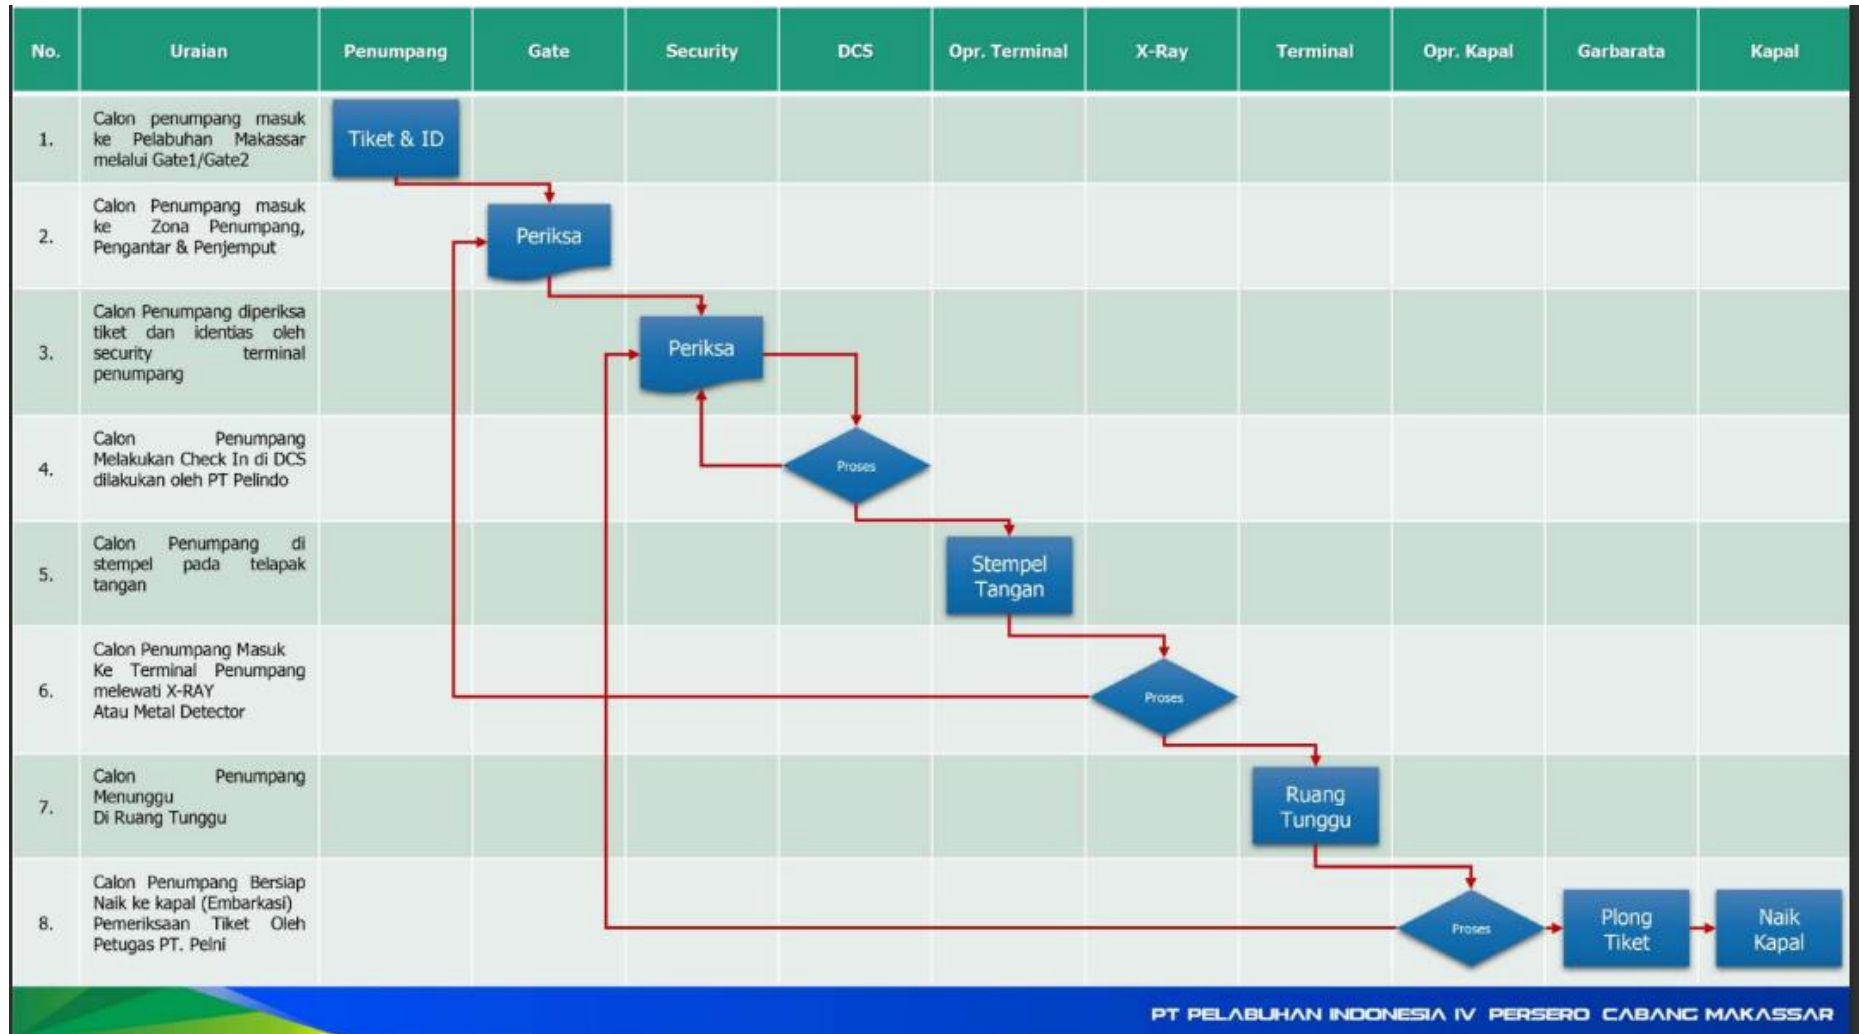 No. Uraian Penumpang Gate Security DCS Opr. Terminal X-Ray Terminal Opr. Kapal Garbarata Kapal
1.
Calon penumpang masuk
ke Pelabuhan Makassar
melalui Gate1/Gate2
Tiket & ID
2.
Calon Penumpang masuk
ke Zona Penumpang,
Pengantar & Penjemput
Periksa
3.
Calon Penumpang diperiksa
tiket dan identias oleh
security terminal
penumpang
Periksa
4.
Calon Penumpang
Melakukan Check In di DCS
dilakukan oleh PT Pelindo
Proses
5.
Calon Penumpang di
stempel pada telapak
tangan
Stempel
Tangan
6.
Calon Penumpang Masuk
Ke Terminal Penumpang
melewati X-RAY
Atau Metal Detector
Proses
7.
Calon Penumpang
Menunggu
Di Ruang Tunggu
Ruang
Tunggu
8.
Calon Penumpang Bersiap
Naik ke kapal (Embarkasi)
Pemeriksaan Tiket Oleh
Petugas PT. Pelni
Proses
Plong
Tiket
Naik
Kapal
PT PELABUHAN INDONESIA IV PERSERO CABANG MAKASSAR